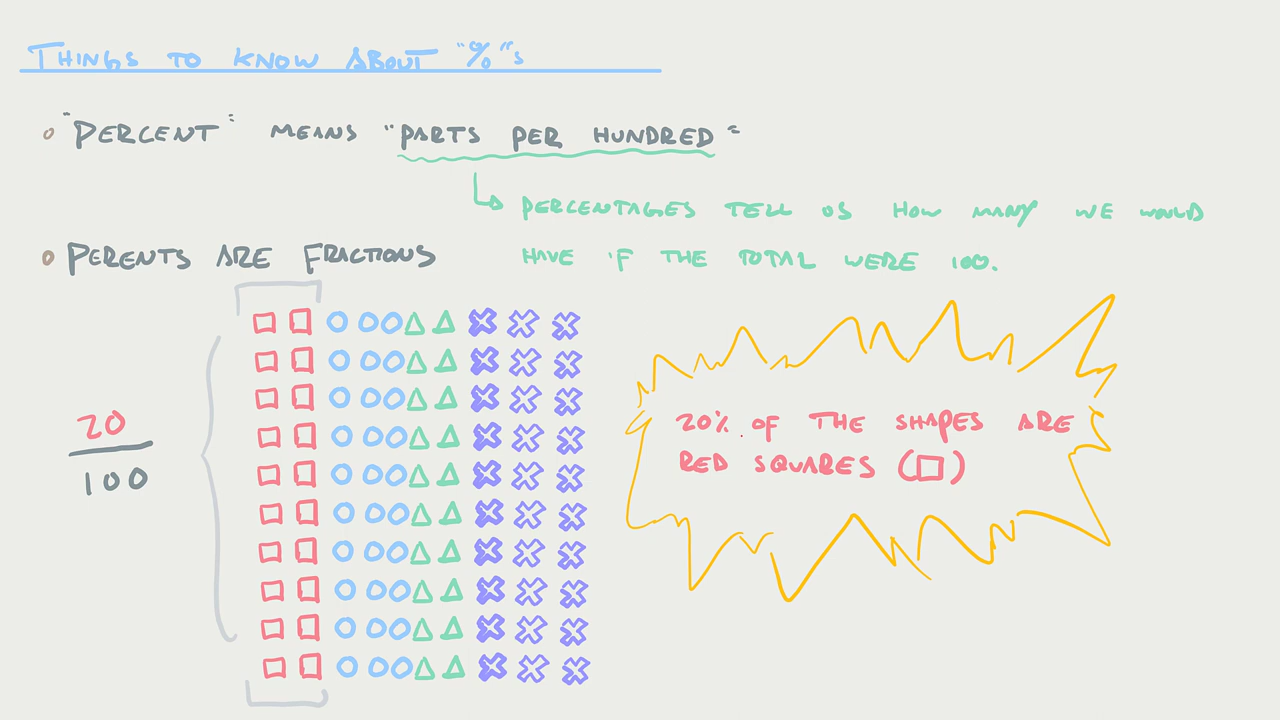 THINGS TO KNOW ABOUT "%"s
"PERCENT" MEANS "PARTS PER HUNDRED"
PERCENTAGES TELL US HOW MANY WE WOULD
HAVE IF THE TOTAL WERE 100.
PERENTS ARE FRACTIONS
20
100
20% OF THE SHAPES ARE
RED SQUARES (□)